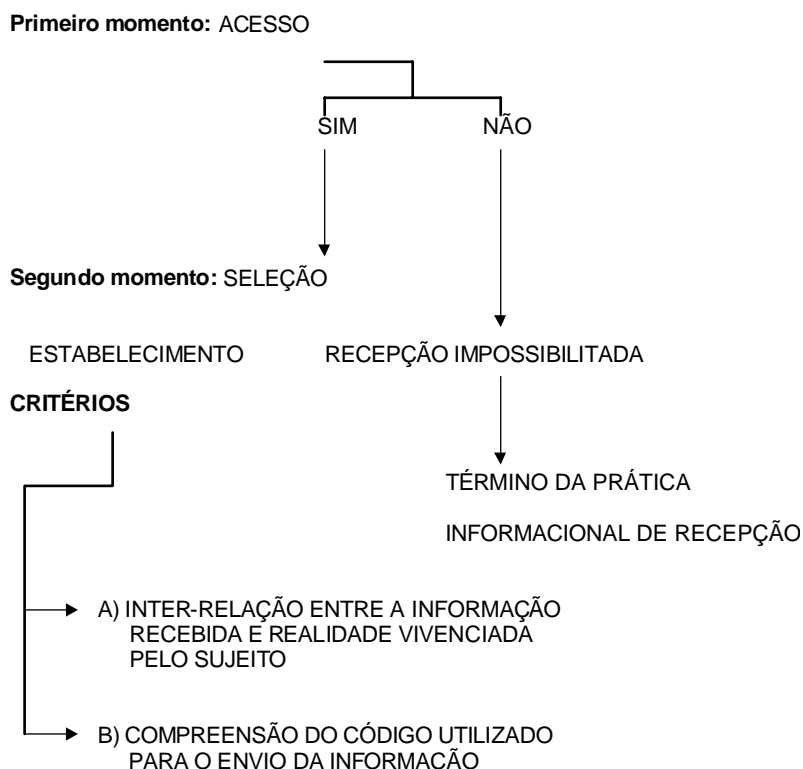 Primeiro momento: ACESSO
SIM NÃO
Segundo momento: SELEÇÃO
ESTABELECIMENTO RECEPÇÃO IMPOSSIBILITADA
CRITÉRIOS
TÉRMINO DA PRÁTICA
INFORMACIONAL DE RECEPÇÃO
A) INTER-RELAÇÃO ENTRE A INFORMAÇÃO
RECEBIDA E REALIDADE VIVENCIADA
PELO SUJEITO
B) COMPREENSÃO DO CÓDIGO UTILIZADO
PARA O ENVIO DA INFORMAÇÃO